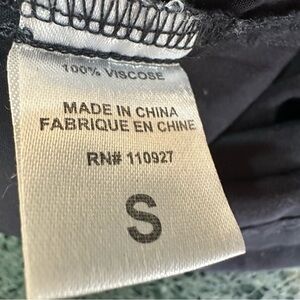 100% VISCOSE
MADE IN CHINA
FABRIQUE EN CHINE
RN# 110927
S